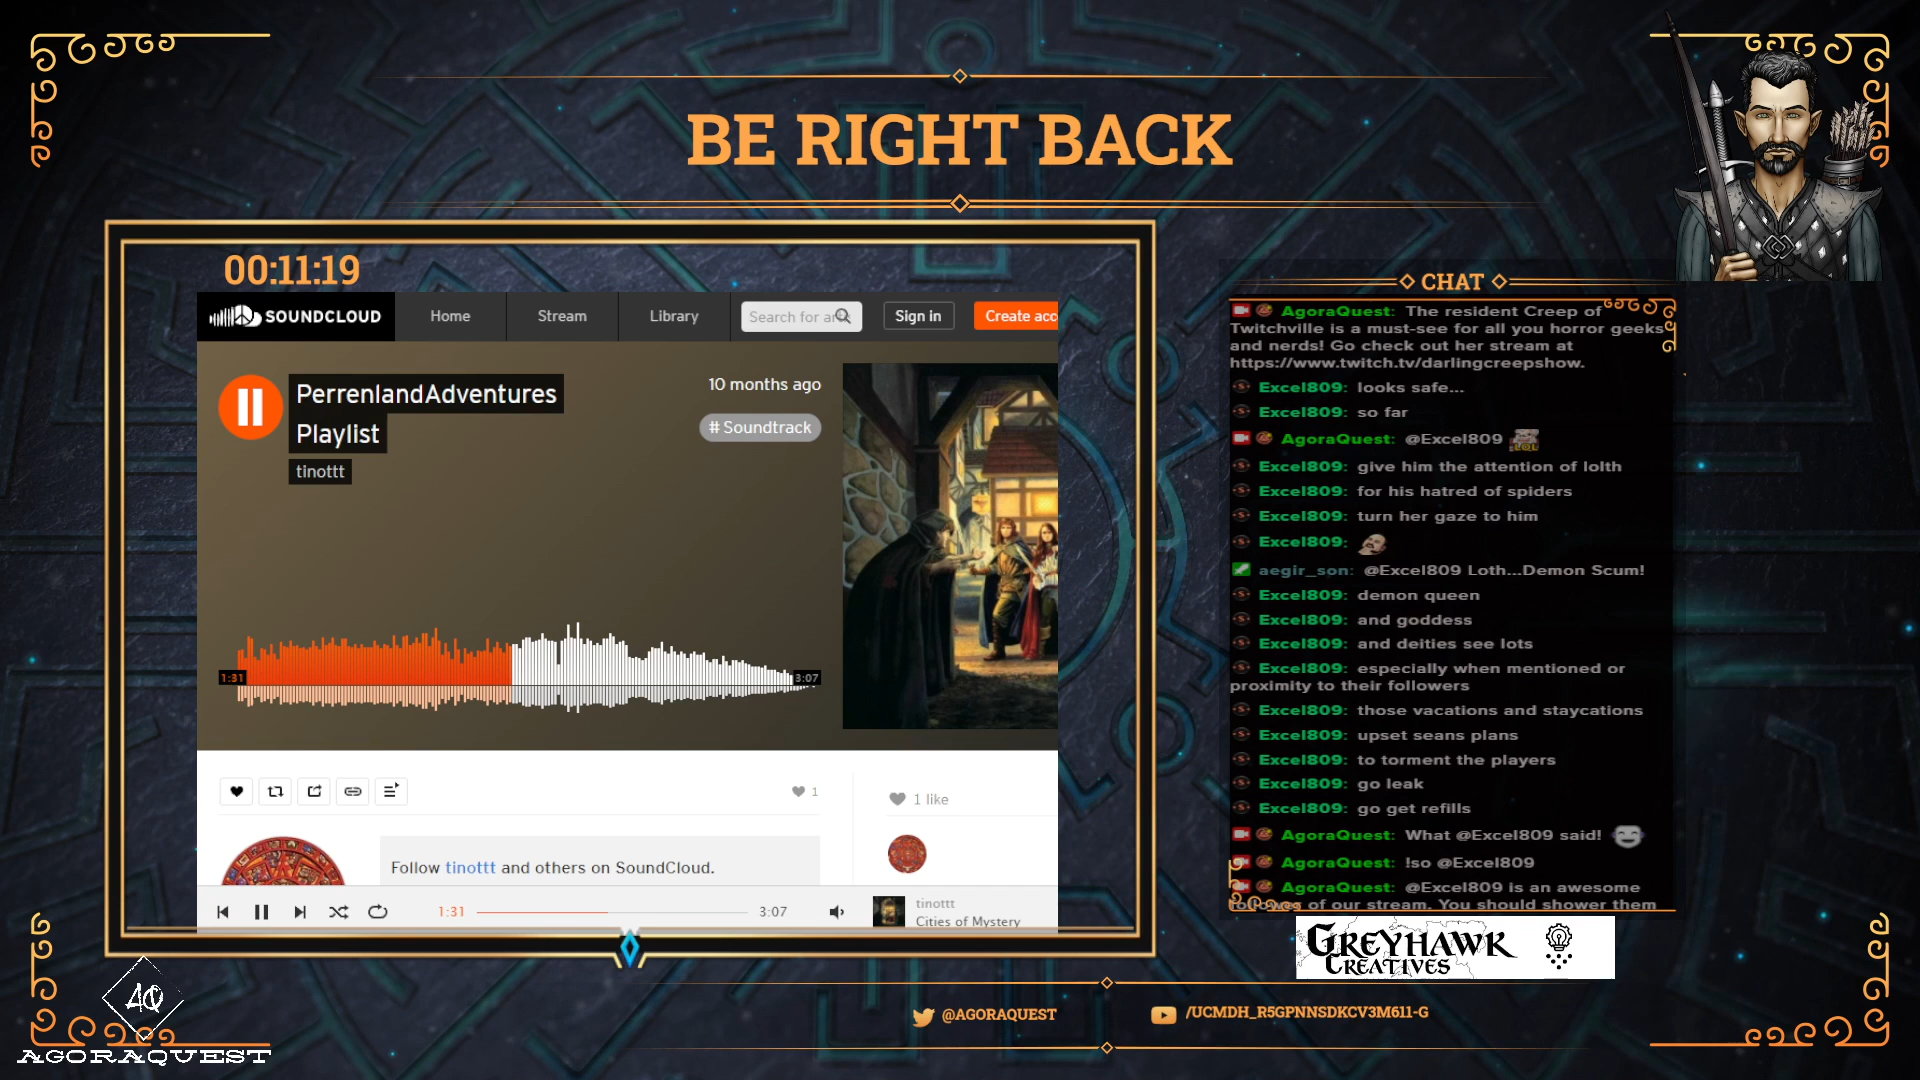 BE RIGHT BACK
00:11:19
SOUNDCLOUD
Home
Stream
Library
Search for ar
Sign in
Create acc
PerrenlandAdventures
Playlist
tinottt
10 months ago
# Soundtrack
1:31
3:07
1
1 like
Follow tinottt and others on SoundCloud.
1:31
3:07
tinottt
Cities of Mystery
CHAT
AgoraQuest: The resident Creep of
Twitchville is a must-see for all you horror geeks
and nerds! Go check out her stream at
https://www.twitch.tv/darlingcreepshow.
Excel809: looks safe...
Excel809: so far
AgoraQuest: @Excel809
Excel809: give him the attention of lolth
Excel809: for his hatred of spiders
Excel809: turn her gaze to him
Excel809:
aegir_son: @Excel809 Loth...Demon Scum!
Excel809: demon queen
Excel809: and goddess
Excel809: and deities see lots
Excel809: especially when mentioned or
proximity to their followers
Excel809: those vacations and staycations
Excel809: upset seans plans
Excel809: to torment the players
Excel809: go leak
Excel809: go get refills
AgoraQuest: What @Excel809 said!
AgoraQuest: !so @Excel809
AgoraQuest: @Excel809 is an awesome
follower of our stream. You should shower them
GREYHAWK
CREATIVES
@AGORAQUEST
/UCMDH_R5GPNNSDKCV3M611-G
AQ
AGORAQUEST